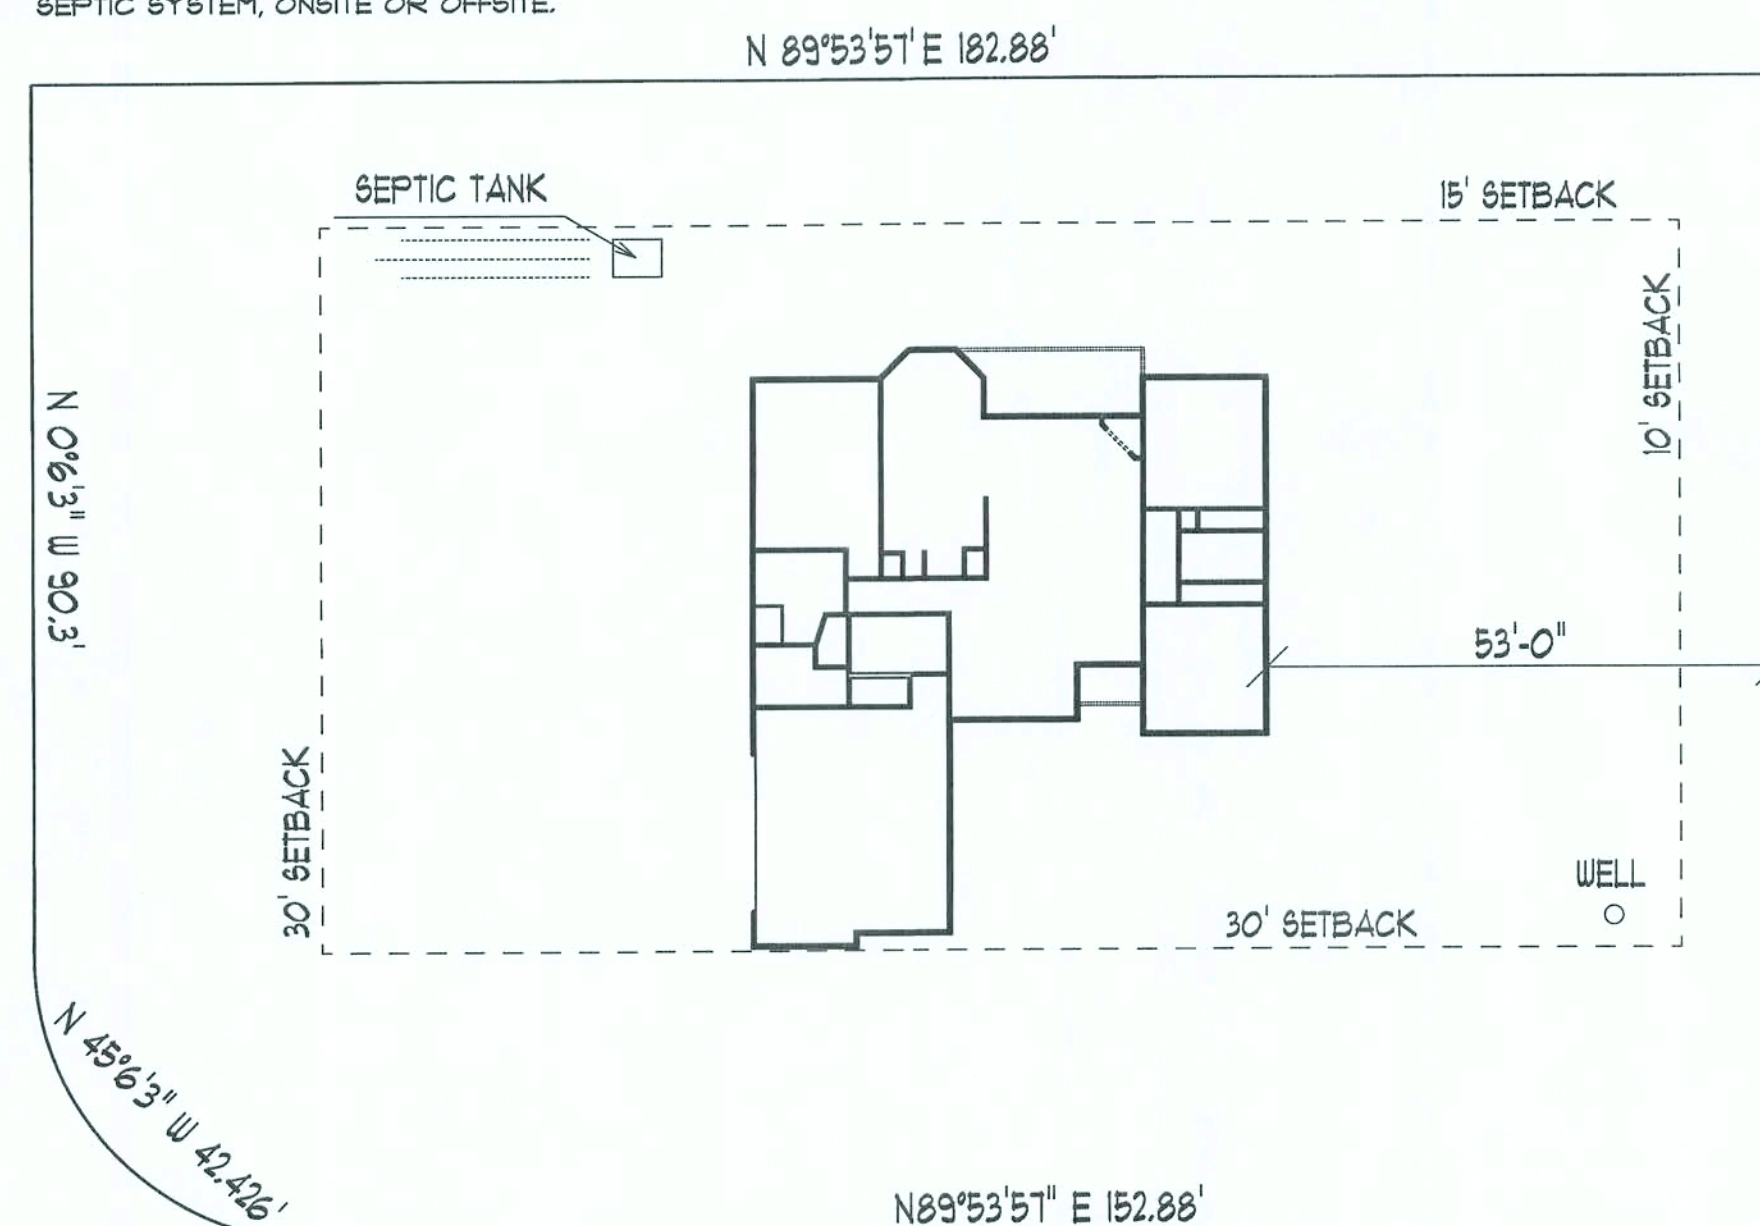 SEPTIC SYSTEM, ONSITE OR OFFSITE.
N 89°53'57' E 182.88'
SEPTIC TANK
15' SETBACK
10' SETBACK
N 0°6'3" W 90.3'
53'-0"
30' SETBACK
WELL
30' SETBACK
N 45°6'3" W 42.426'
N89°53'57" E 152.88'